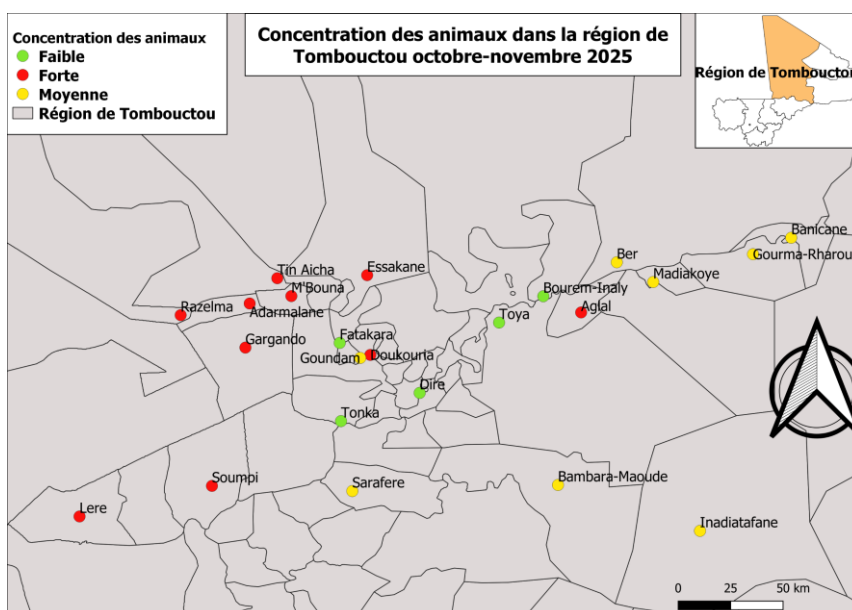 Concentration des animaux dans la région de
Tombouctou octobre-novembre 2025
Concentration des animaux
Faible
Forte
Moyenne
Région de Tombouctou
Région de Tombouctou
Banicane
Ber
Gourma-Rharou
Tin Aicha
Essakane
Madiakoye
M'Bouna
Bourem-Inaly
Razelma
Adarmalane
Toya
Aglal
Gargando
Fatakara
Goundam
Doukouria
Dire
Tonka
Soumpi
Sarafere
Bambara-Maoude
Lere
Inadiatafane
0 25 50 km